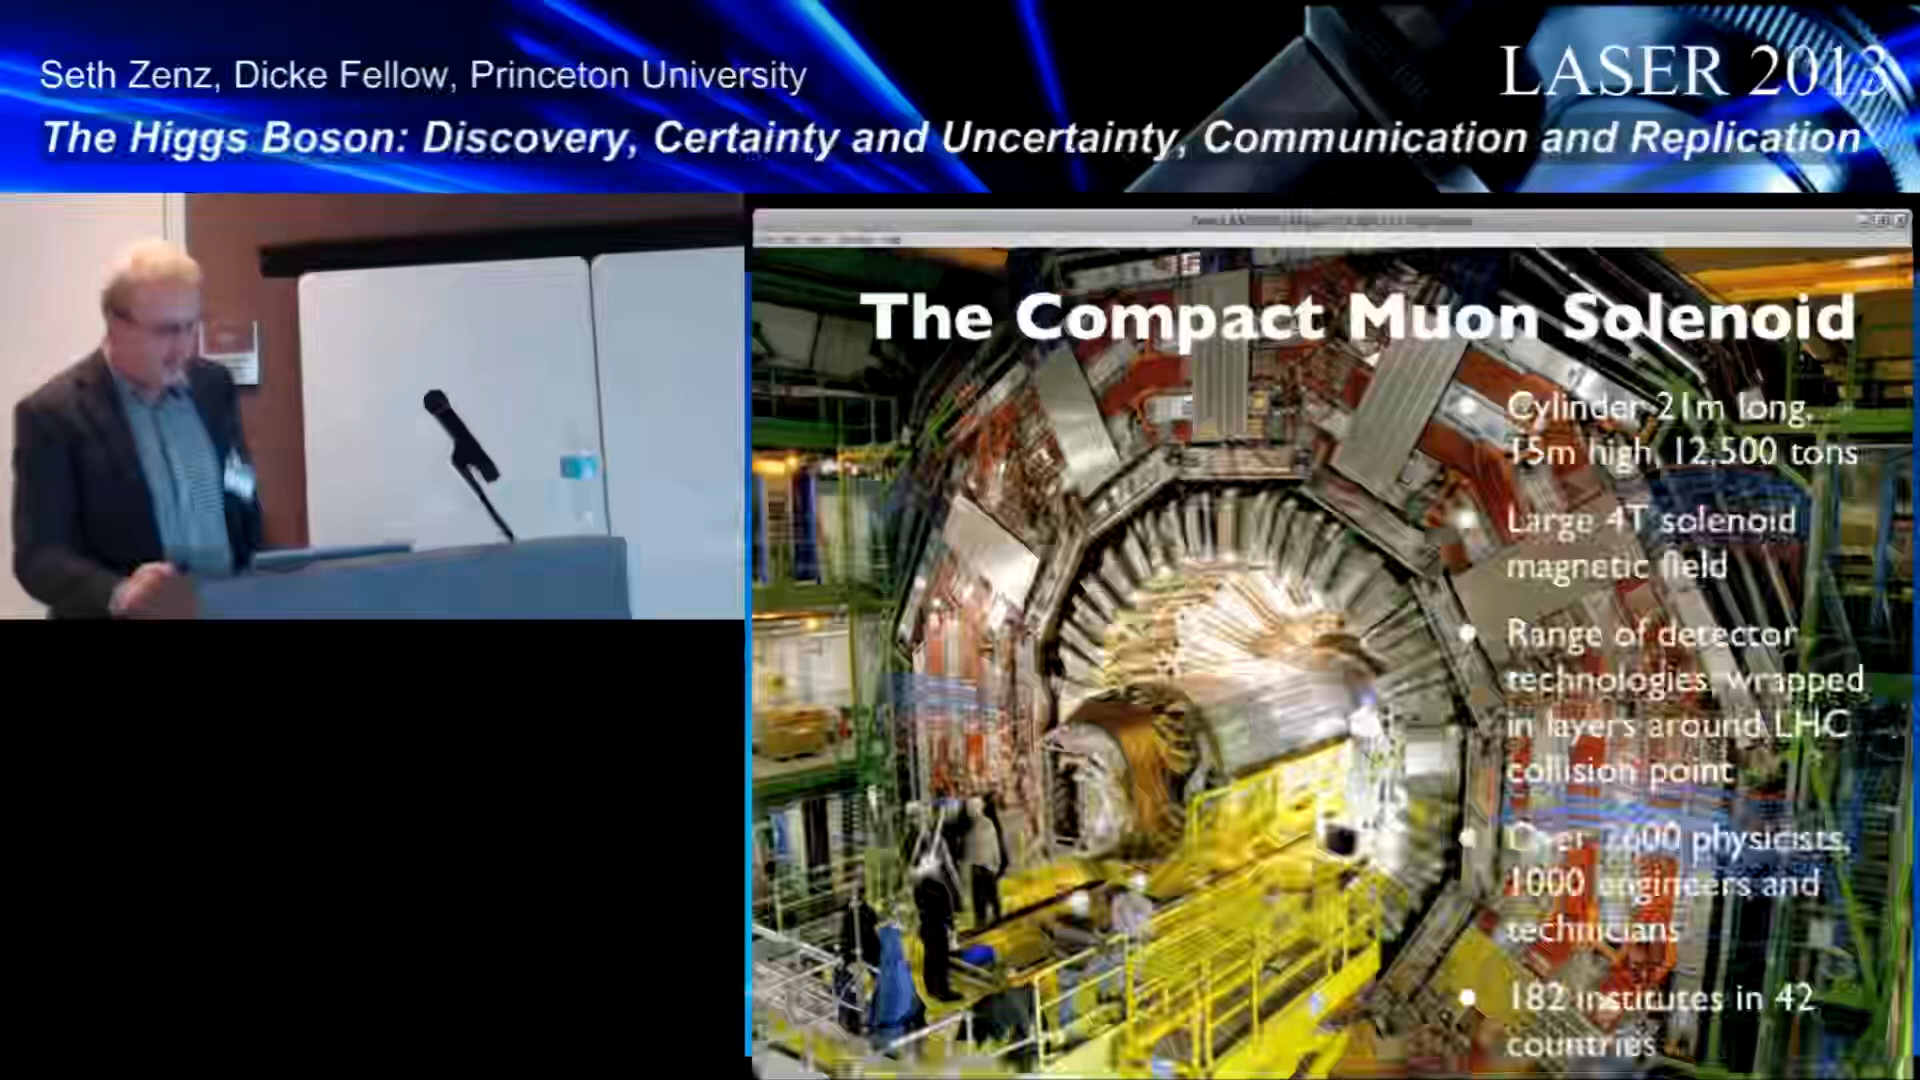 Seth Zenz, Dicke Fellow, Princeton University
LASER 2013
The Higgs Boson: Discovery, Certainty and Uncertainty, Communication and Replication
The Compact Muon Solenoid
Cylinder 21m long,
15m high, 12,500 tons
Large 4T solenoid
magnetic field
Range of detector
technologies, wrapped
in layers around LHC
collision point
Over physicists,
1000 engineers and
technicians
182 institutes in 42
countries